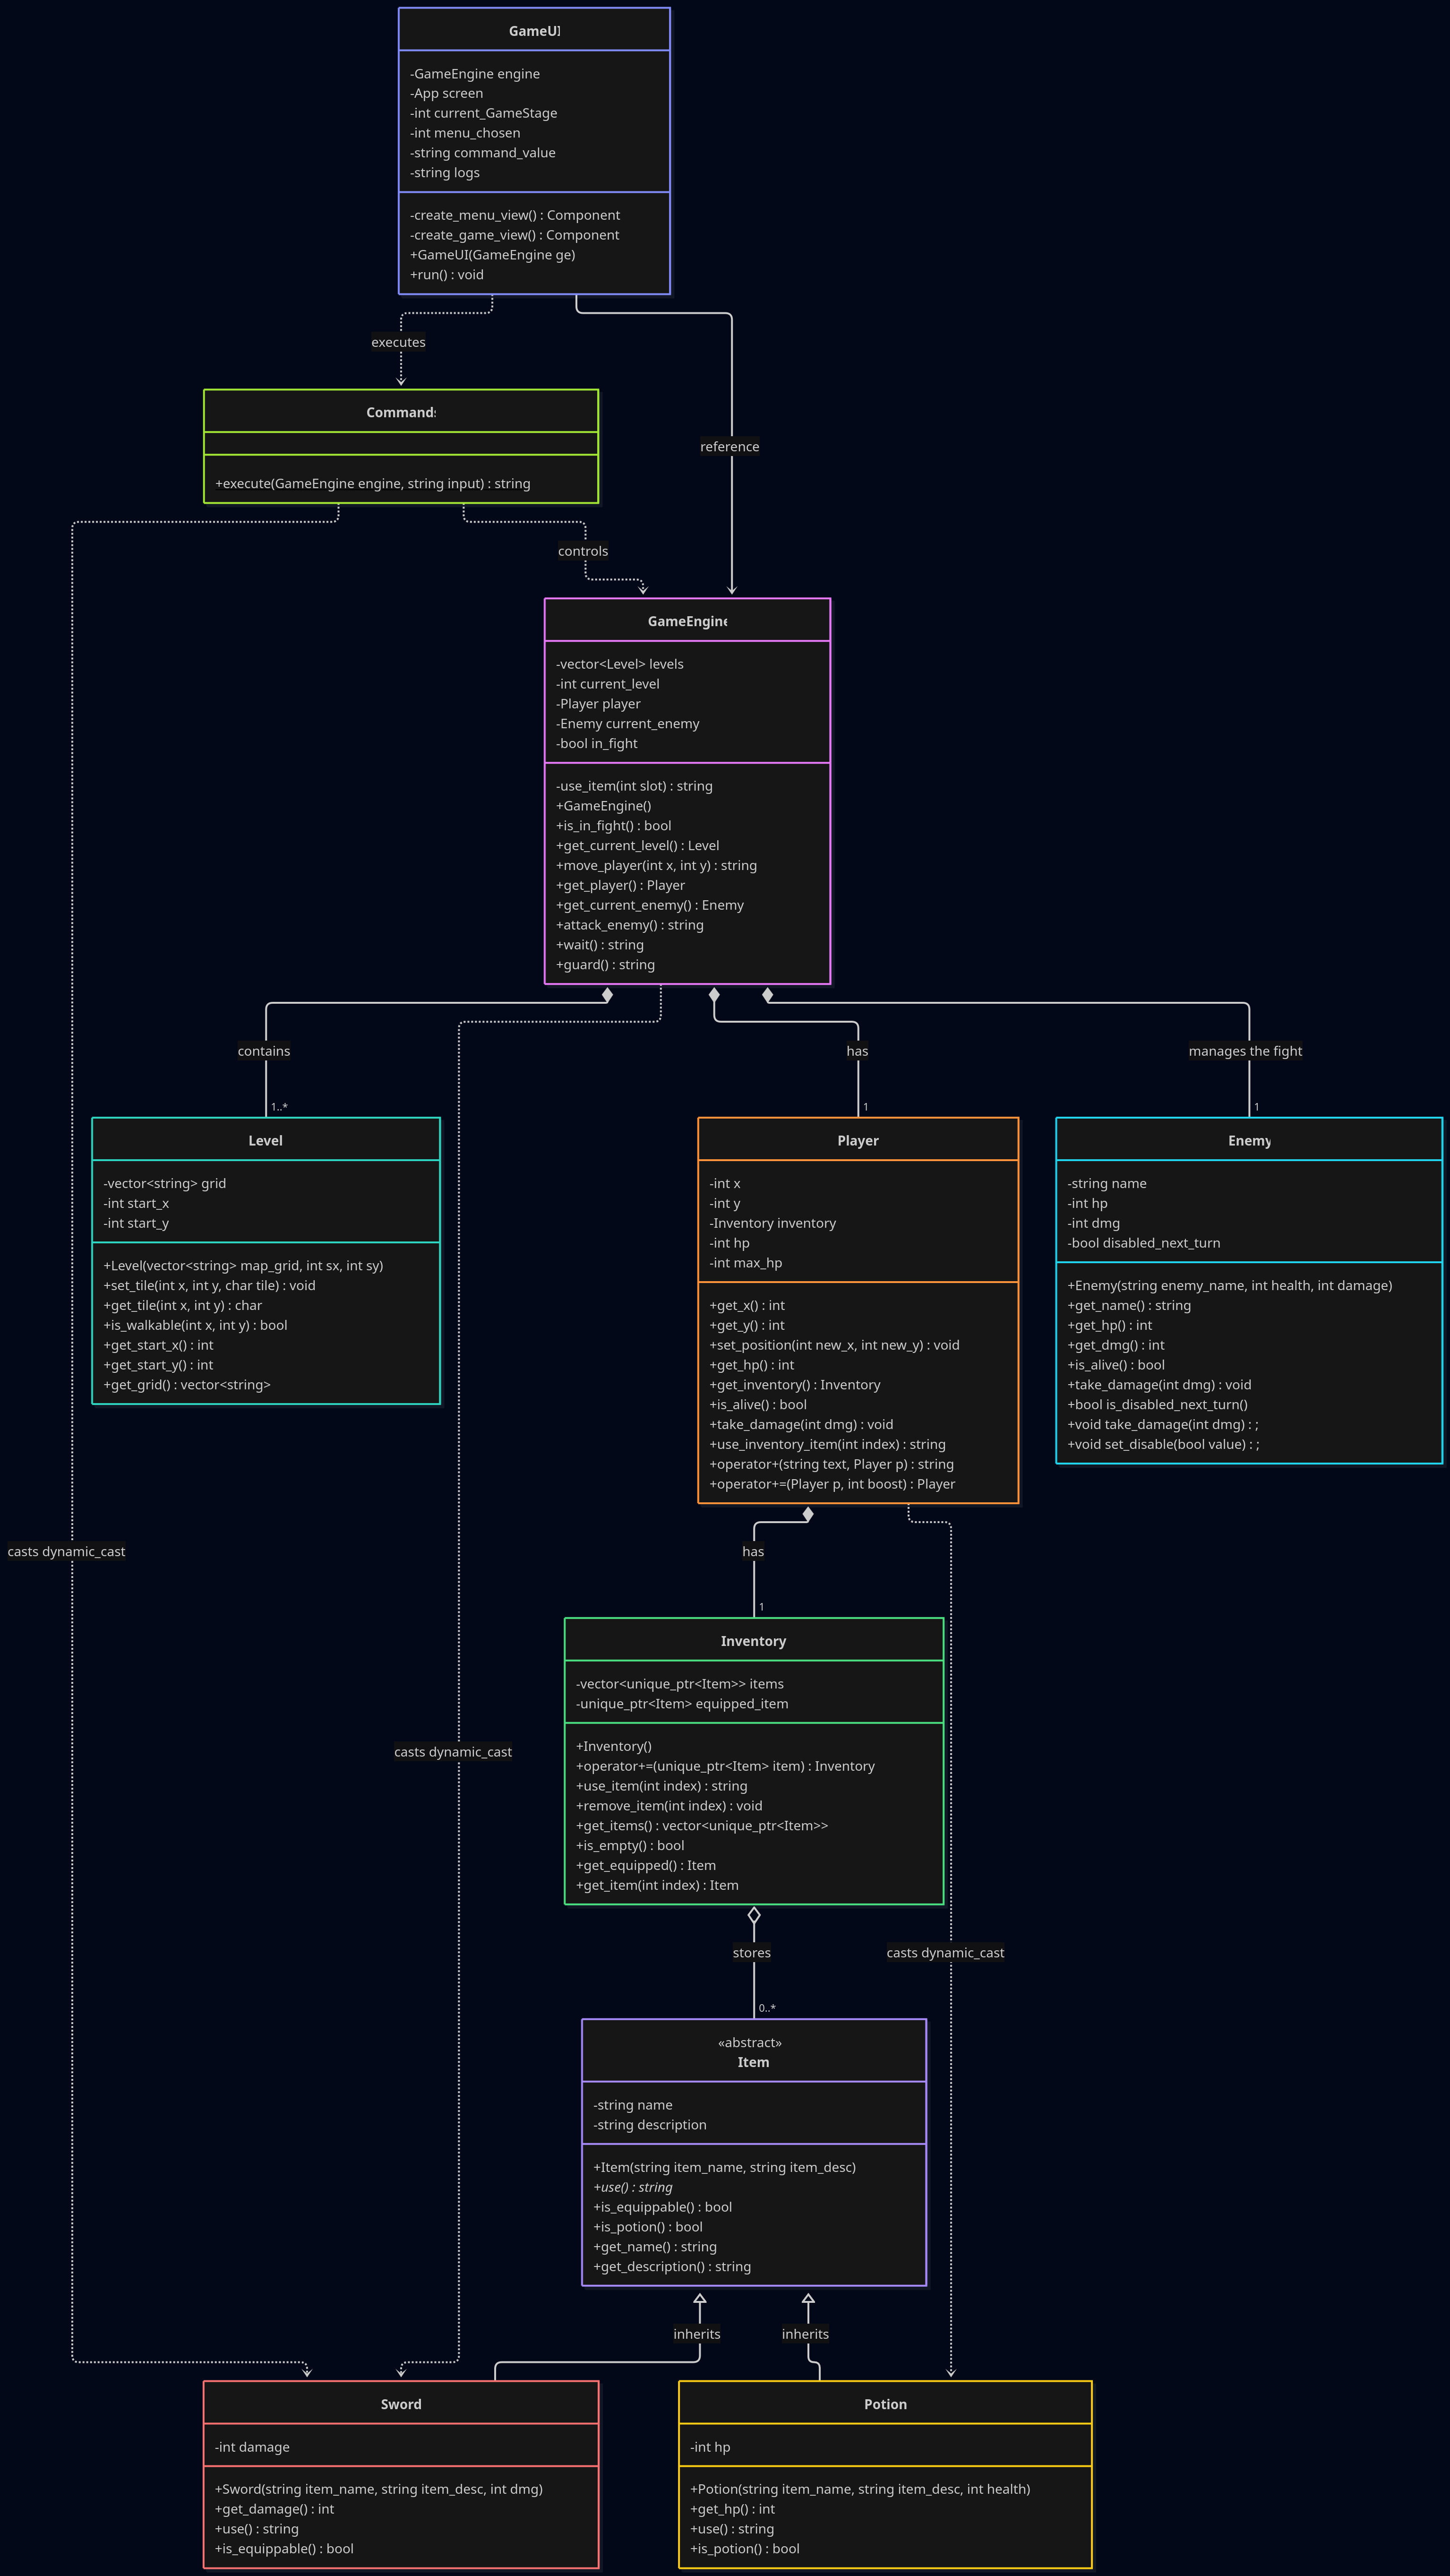 GameUI
-GameEngine engine
-App screen
-int current_GameStage
-int menu_chosen
-string command_value
-string logs
-create_menu_view() : Component
-create_game_view() : Component
+GameUI(GameEngine ge)
+run() : void
executes
reference
Commands
+execute(GameEngine engine, string input) : string
controls
GameEngine
-vector<Level> levels
-int current_level
-Player player
-Enemy current_enemy
-bool in_fight
-use_item(int slot) : string
+GameEngine()
+is_in_fight() : bool
+get_current_level() : Level
+move_player(int x, int y) : string
+get_player() : Player
+get_current_enemy() : Enemy
+attack_enemy() : string
+wait() : string
+guard() : string
contains
has
manages the fight
1..*
1
1
Level
-vector<string> grid
-int start_x
-int start_y
+Level(vector<string> map_grid, int sx, int sy)
+set_tile(int x, int y, char tile) : void
+get_tile(int x, int y) : char
+is_walkable(int x, int y) : bool
+get_start_x() : int
+get_start_y() : int
+get_grid() : vector<string>
Player
-int x
-int y
-Inventory inventory
-int hp
-int max_hp
+get_x() : int
+get_y() : int
+set_position(int new_x, int new_y) : void
+get_hp() : int
+get_inventory() : Inventory
+is_alive() : bool
+take_damage(int dmg) : void
+use_inventory_item(int index) : string
+operator+(string text, Player p) : string
+operator+=(Player p, int boost) : Player
Enemy
-string name
-int hp
-int dmg
-bool disabled_next_turn
+Enemy(string enemy_name, int health, int damage)
+get_name() : string
+get_hp() : int
+get_dmg() : int
+is_alive() : bool
+take_damage(int dmg) : void
+bool is_disabled_next_turn()
+void take_damage(int dmg) : ;
+void set_disable(bool value) : ;
casts dynamic_cast
has
1
Inventory
-vector<unique_ptr<Item>> items
-unique_ptr<Item> equipped_item
+Inventory()
+operator+=(unique_ptr<Item> item) : Inventory
+use_item(int index) : string
+remove_item(int index) : void
+get_items() : vector<unique_ptr<Item>>
+is_empty() : bool
+get_equipped() : Item
+get_item(int index) : Item
casts dynamic_cast
stores
casts dynamic_cast
0..*
«abstract»
Item
-string name
-string description
+Item(string item_name, string item_desc)
+use() : string
+is_equippable() : bool
+is_potion() : bool
+get_name() : string
+get_description() : string
inherits
inherits
Sword
-int damage
+Sword(string item_name, string item_desc, int dmg)
+get_damage() : int
+use() : string
+is_equippable() : bool
Potion
-int hp
+Potion(string item_name, string item_desc, int health)
+get_hp() : int
+use() : string
+is_potion() : bool